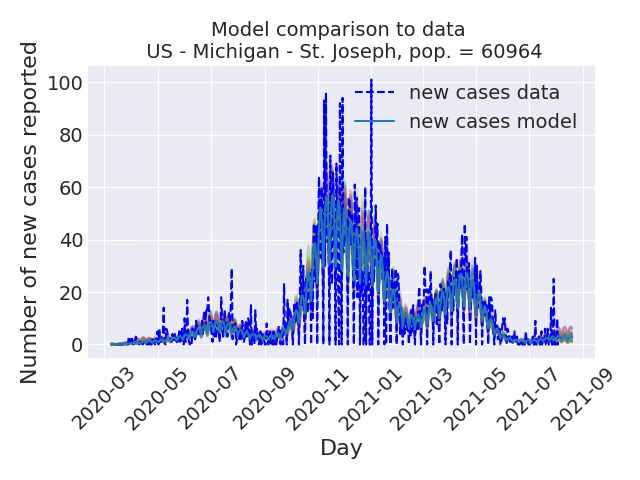 Model comparison to data
US - Michigan - St. Joseph, pop. = 60964
Number of new cases reported
100
80
60
40
20
0
new cases data
new cases model
2020-03
2020-05
2020-07
2020-09
2020-11
2021-01
2021-03
2021-05
2021-07
2021-09
Day